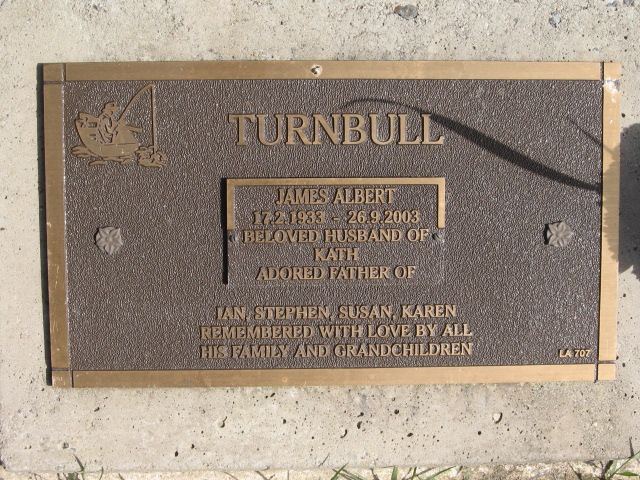 TURNBULL
JAMES ALBERT
17.2.1933 - 26.9.2003
BELOVED HUSBAND OF
KATH
ADORED FATHER OF
IAN, STEPHEN, SUSAN, KAREN
REMEMBERED WITH LOVE BY ALL
HIS FAMILY AND GRANDCHILDREN
LA 707